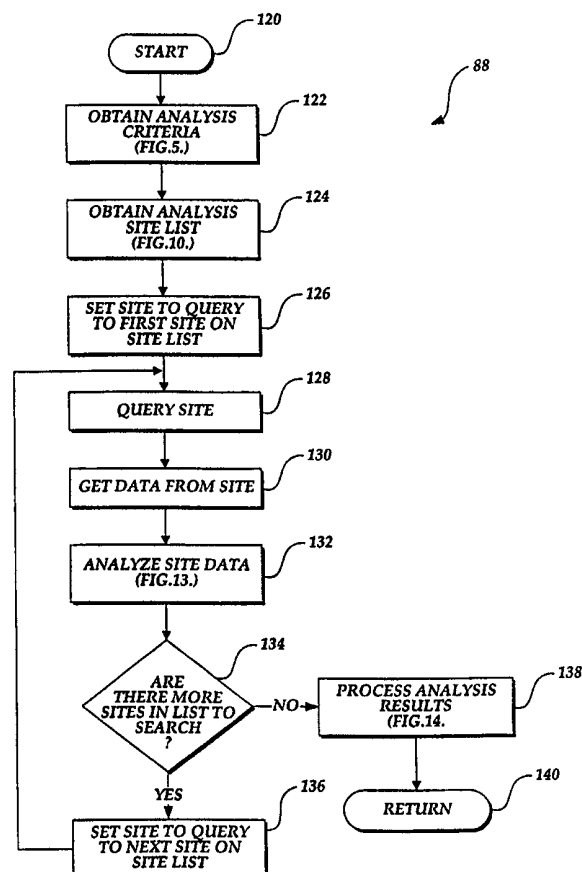 120
START
88
122
OBTAIN ANALYSIS
CRITERIA
(FIG.5.)
124
OBTAIN ANALYSIS
SITE LIST
(FIG.10.)
126
SET SITE TO QUERY
TO FIRST SITE ON
SITE LIST
128
QUERY SITE
130
GET DATA FROM SITE
132
ANALYZE SITE DATA
(FIG.13.)
134
ARE
THERE MORE
SITES IN LIST TO
SEARCH
?
NO
138
PROCESS ANALYSIS
RESULTS
(FIG.14.
YES
136
SET SITE TO QUERY
TO NEXT SITE ON
SITE LIST
140
RETURN